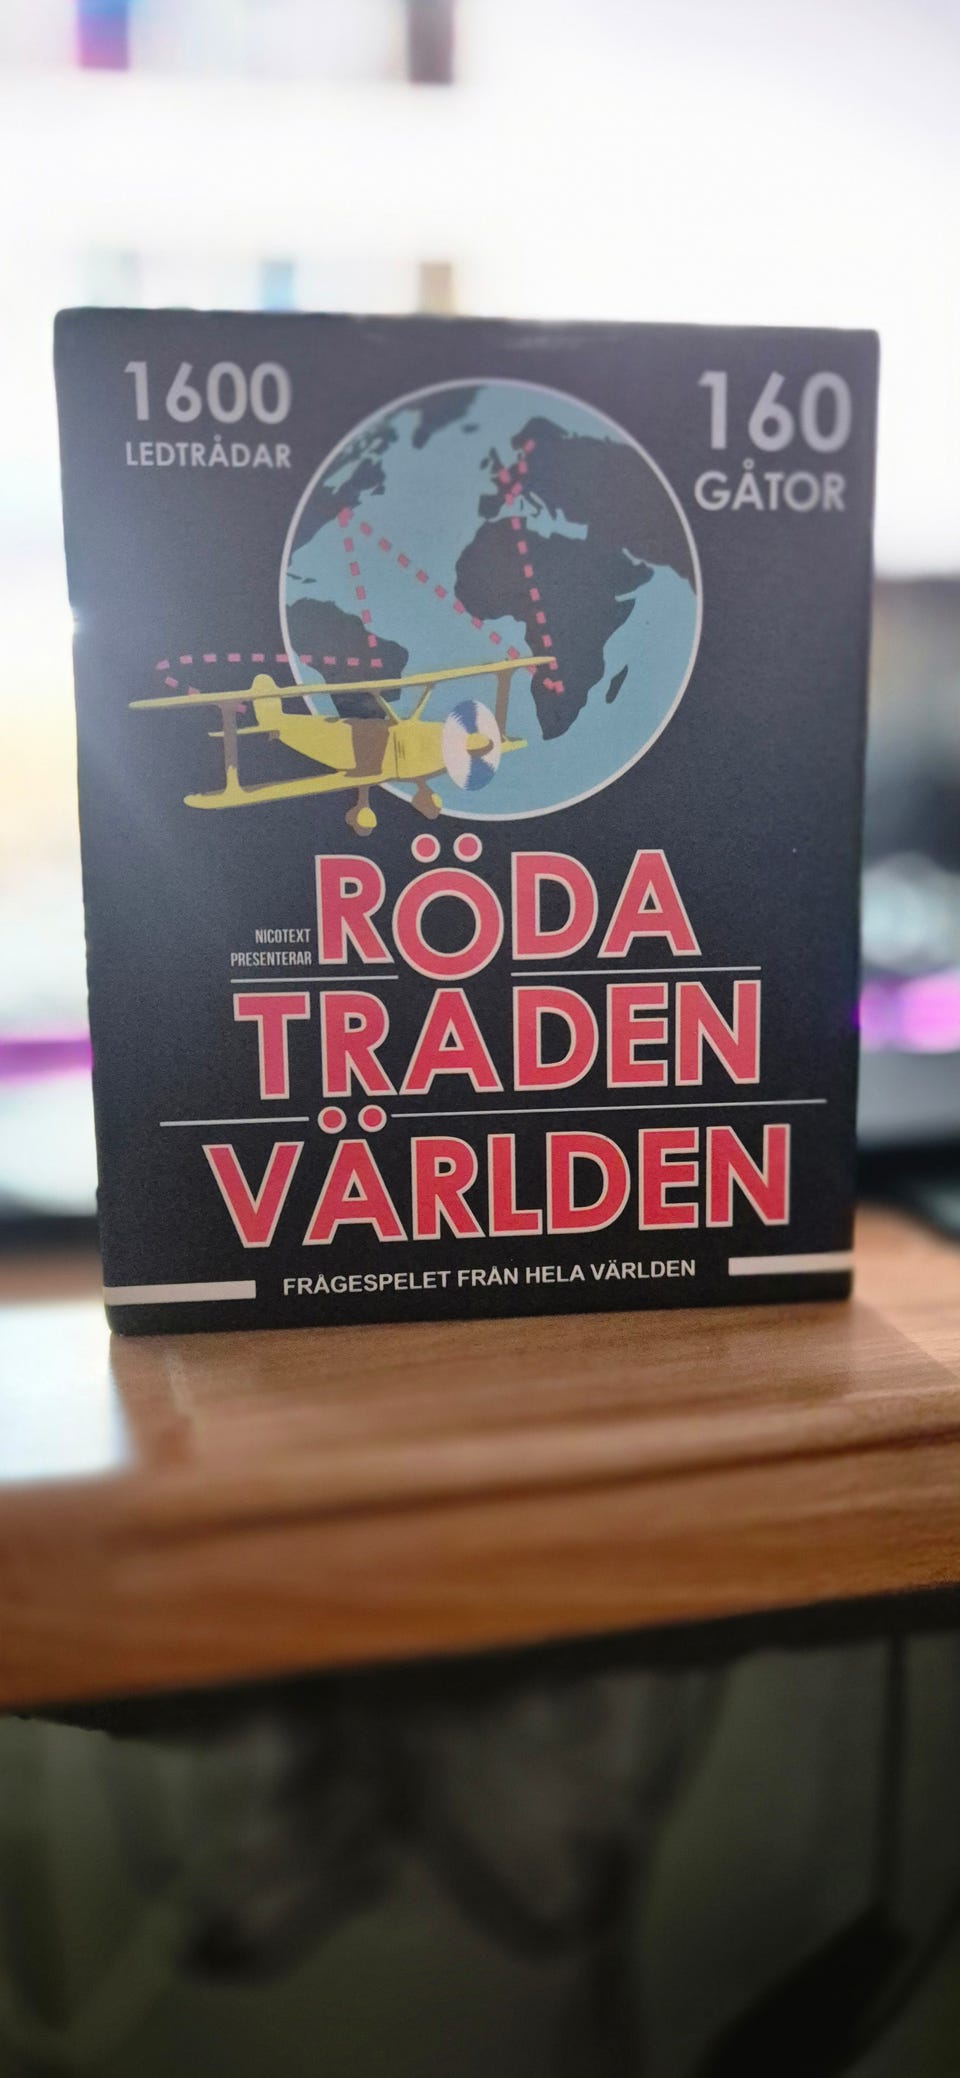 1600
LEDTRÅDAR
160
GÅTOR
NICOTEXT
PRESENTERAR
RÖDA
TRADEN
VÄRLDEN
FRÅGESPELET FRÅN HELA VÄRLDEN